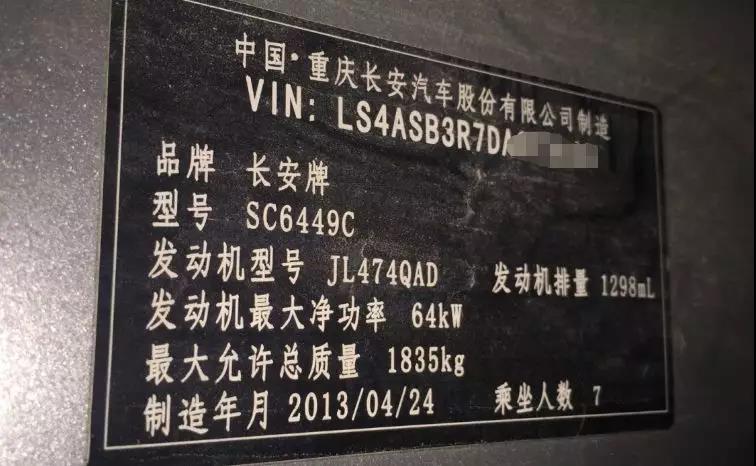 中国·重庆长安汽车股份有限公司制造
VIN: LS4ASB3R7DA
品牌 长安牌
型号 SC6449C
发动机型号 JL474QAD 发动机排量 1298mL
发动机最大净功率 64kW
最大允许总质量 1835kg
制造年月 2013/04/24 乘坐人数 7